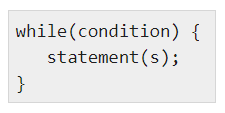 while(condition) {
   statement(s);
}